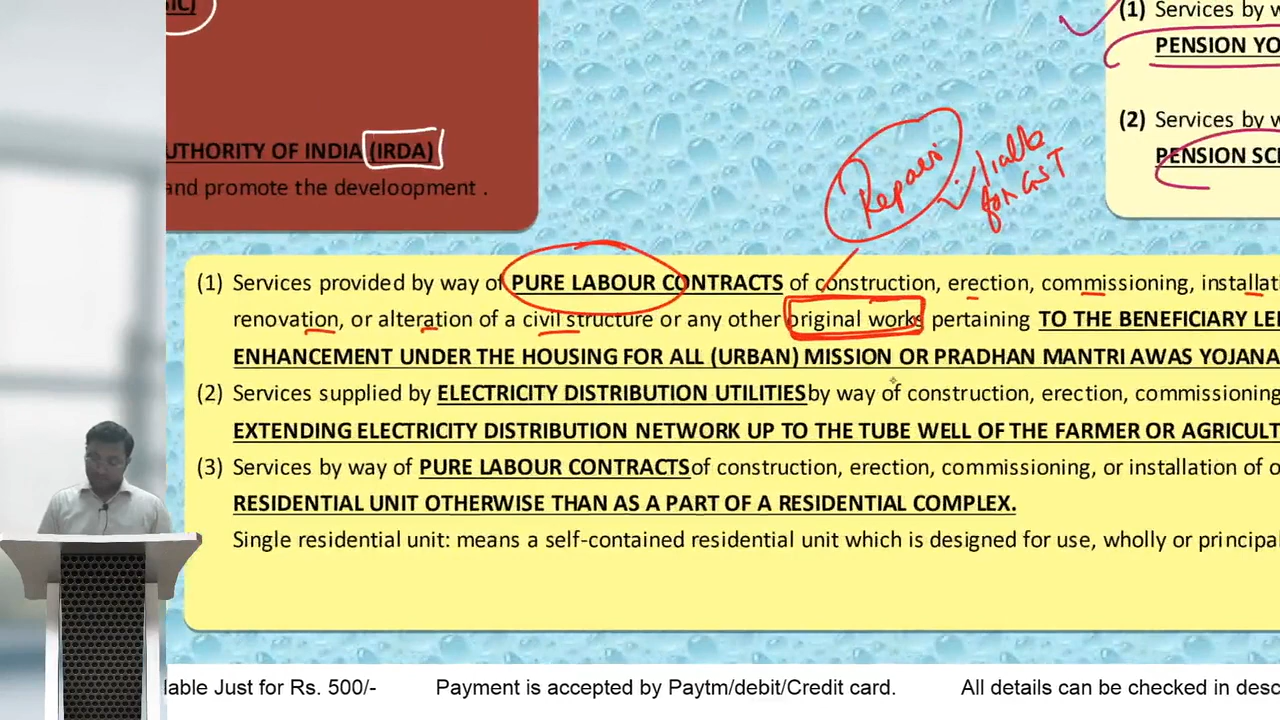 UTHORITY OF INDIA (IRDA)
and promote the develoopment .
(1) Services by w
PENSION YO
(2) Services by w
PENSION SC
Repairs
liable
for GST
(1) Services provided by way of PURE LABOUR CONTRACTS of construction, erection, commissioning, installat
renovation, or alteration of a civil structure or any other original works pertaining TO THE BENEFICIARY LE
ENHANCEMENT UNDER THE HOUSING FOR ALL (URBAN) MISSION OR PRADHAN MANTRI AWAS YOJANA
(2) Services supplied by ELECTRICITY DISTRIBUTION UTILITIES by way of construction, erection, commissioning
EXTENDING ELECTRICITY DISTRIBUTION NETWORK UP TO THE TUBE WELL OF THE FARMER OR AGRICULT
(3) Services by way of PURE LABOUR CONTRACTS of construction, erection, commissioning, or installation of o
RESIDENTIAL UNIT OTHERWISE THAN AS A PART OF A RESIDENTIAL COMPLEX.
Single residential unit: means a self-contained residential unit which is designed for use, wholly or principa
lable Just for Rs. 500/- Payment is accepted by Paytm/debit/Credit card. All details can be checked in desc